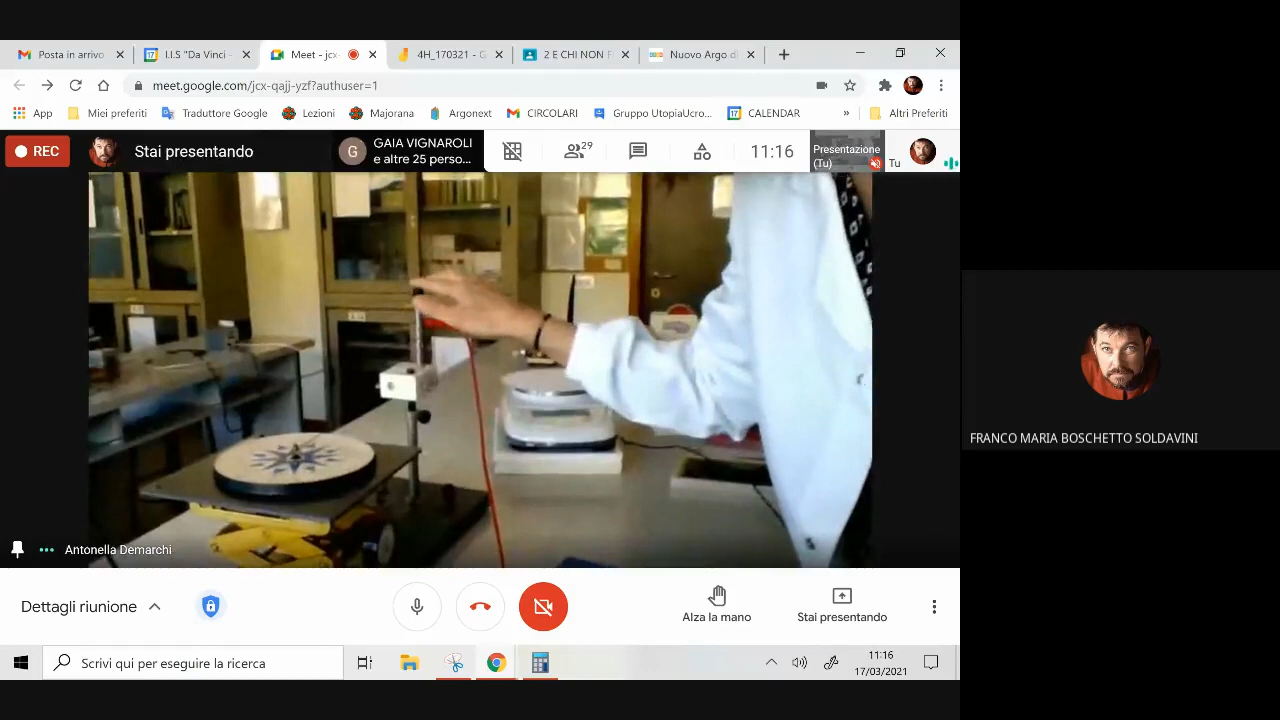 Posta in arrivo
I.I.S "Da Vinci -
Meet - jcx-
4H_170321 - G
2 E CHI NON F
Nuovo Argo di
meet.google.com/jcx-qajj-yzf?authuser=1
App
Miei preferiti
Traduttore Google
Lezioni
Majorana
Argonext
CIRCOLARI
Gruppo UtopiaUcro...
CALENDAR
»
Altri Preferiti
REC
Stai presentando
G
GAIA VIGNAROLI
e altre 25 perso...
29
11:16
Presentazione
(Tu)
Tu
Antonella Demarchi
FRANCO MARIA BOSCHETTO SOLDAVINI
Dettagli riunione
Alza la mano
Stai presentando
Scrivi qui per eseguire la ricerca
11:16
17/03/2021